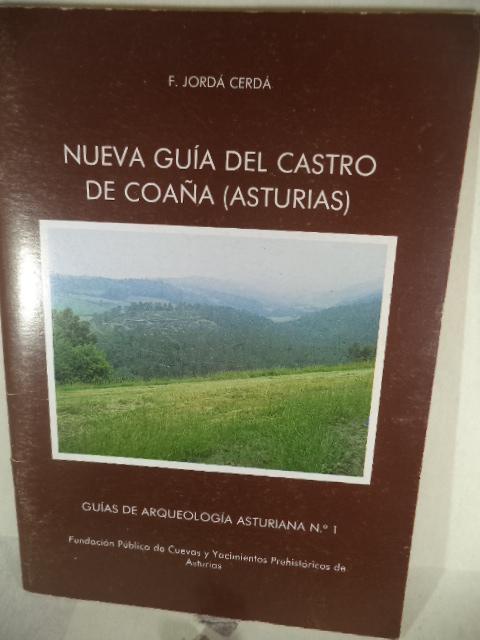 F. JORDÁ CERDÁ
NUEVA GUÍA DEL CASTRO
DE COAÑA (ASTURIAS)
GUÍAS DE ARQUEOLOGÍA ASTURIANA N.º 1
Fundación Pública de Cuevas y Yacimientos Prehistóricos de
Asturias